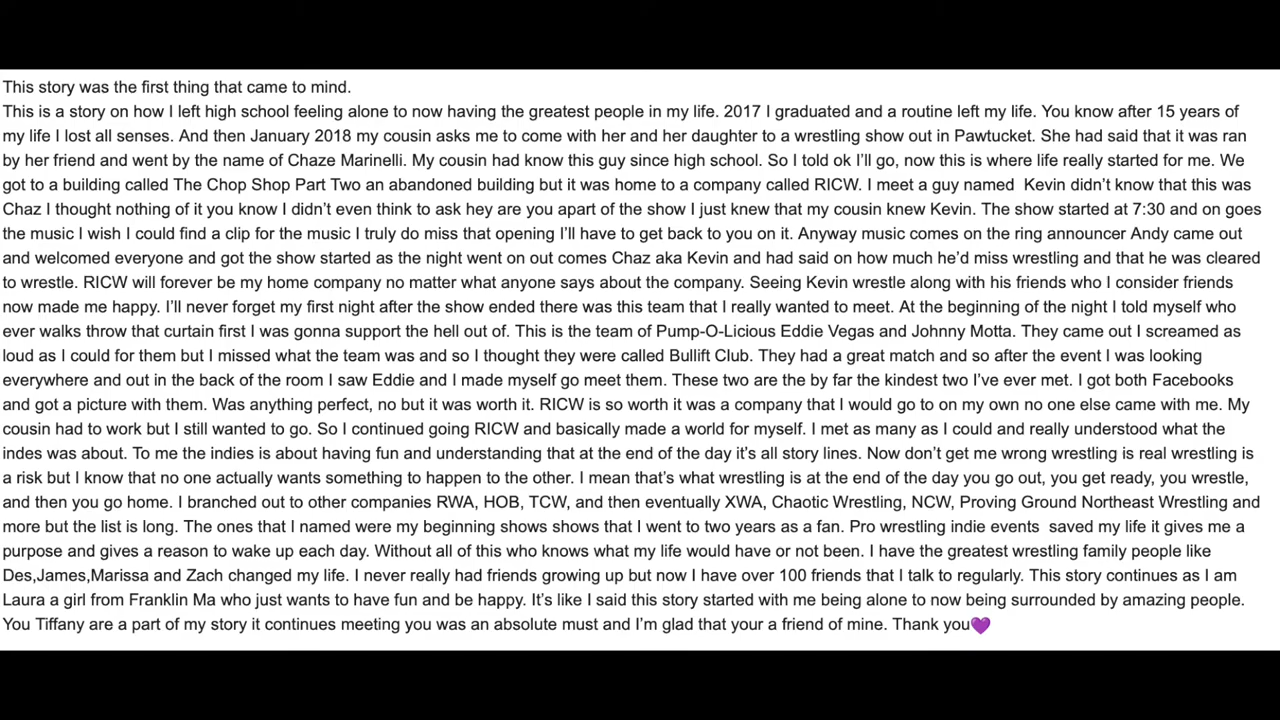 This story was the first thing that came to mind.
This is a story on how I left high school feeling alone to now having the greatest people in my life. 2017 I graduated and a routine left my life. You know after 15 years of
my life I lost all senses. And then January 2018 my cousin asks me to come with her and her daughter to a wrestling show out in Pawtucket. She had said that it was ran
by her friend and went by the name of Chaze Marinelli. My cousin had know this guy since high school. So I told ok I’ll go, now this is where life really started for me. We
got to a building called The Chop Shop Part Two an abandoned building but it was home to a company called RICW. I meet a guy named  Kevin didn’t know that this was
Chaz I thought nothing of it you know I didn’t even think to ask hey are you apart of the show I just knew that my cousin knew Kevin. The show started at 7:30 and on goes
the music I wish I could find a clip for the music I truly do miss that opening I’ll have to get back to you on it. Anyway music comes on the ring announcer Andy came out
and welcomed everyone and got the show started as the night went on out comes Chaz aka Kevin and had said on how much he’d miss wrestling and that he was cleared
to wrestle. RICW will forever be my home company no matter what anyone says about the company. Seeing Kevin wrestle along with his friends who I consider friends
now made me happy. I’ll never forget my first night after the show ended there was this team that I really wanted to meet. At the beginning of the night I told myself who
ever walks throw that curtain first I was gonna support the hell out of. This is the team of Pump-O-Licious Eddie Vegas and Johnny Motta. They came out I screamed as
loud as I could for them but I missed what the team was and so I thought they were called Bullift Club. They had a great match and so after the event I was looking
everywhere and out in the back of the room I saw Eddie and I made myself go meet them. These two are the by far the kindest two I’ve ever met. I got both Facebooks
and got a picture with them. Was anything perfect, no but it was worth it. RICW is so worth it was a company that I would go to on my own no one else came with me. My
cousin had to work but I still wanted to go. So I continued going RICW and basically made a world for myself. I met as many as I could and really understood what the
indes was about. To me the indies is about having fun and understanding that at the end of the day it’s all story lines. Now don’t get me wrong wrestling is real wrestling is
a risk but I know that no one actually wants something to happen to the other. I mean that’s what wrestling is at the end of the day you go out, you get ready, you wrestle,
and then you go home. I branched out to other companies RWA, HOB, TCW, and then eventually XWA, Chaotic Wrestling, NCW, Proving Ground Northeast Wrestling and
more but the list is long. The ones that I named were my beginning shows shows that I went to two years as a fan. Pro wrestling indie events  saved my life it gives me a
purpose and gives a reason to wake up each day. Without all of this who knows what my life would have or not been. I have the greatest wrestling family people like
Des,James,Marissa and Zach changed my life. I never really had friends growing up but now I have over 100 friends that I talk to regularly. This story continues as I am
Laura a girl from Franklin Ma who just wants to have fun and be happy. It’s like I said this story started with me being alone to now being surrounded by amazing people.
You Tiffany are a part of my story it continues meeting you was an absolute must and I’m glad that your a friend of mine. Thank you💜